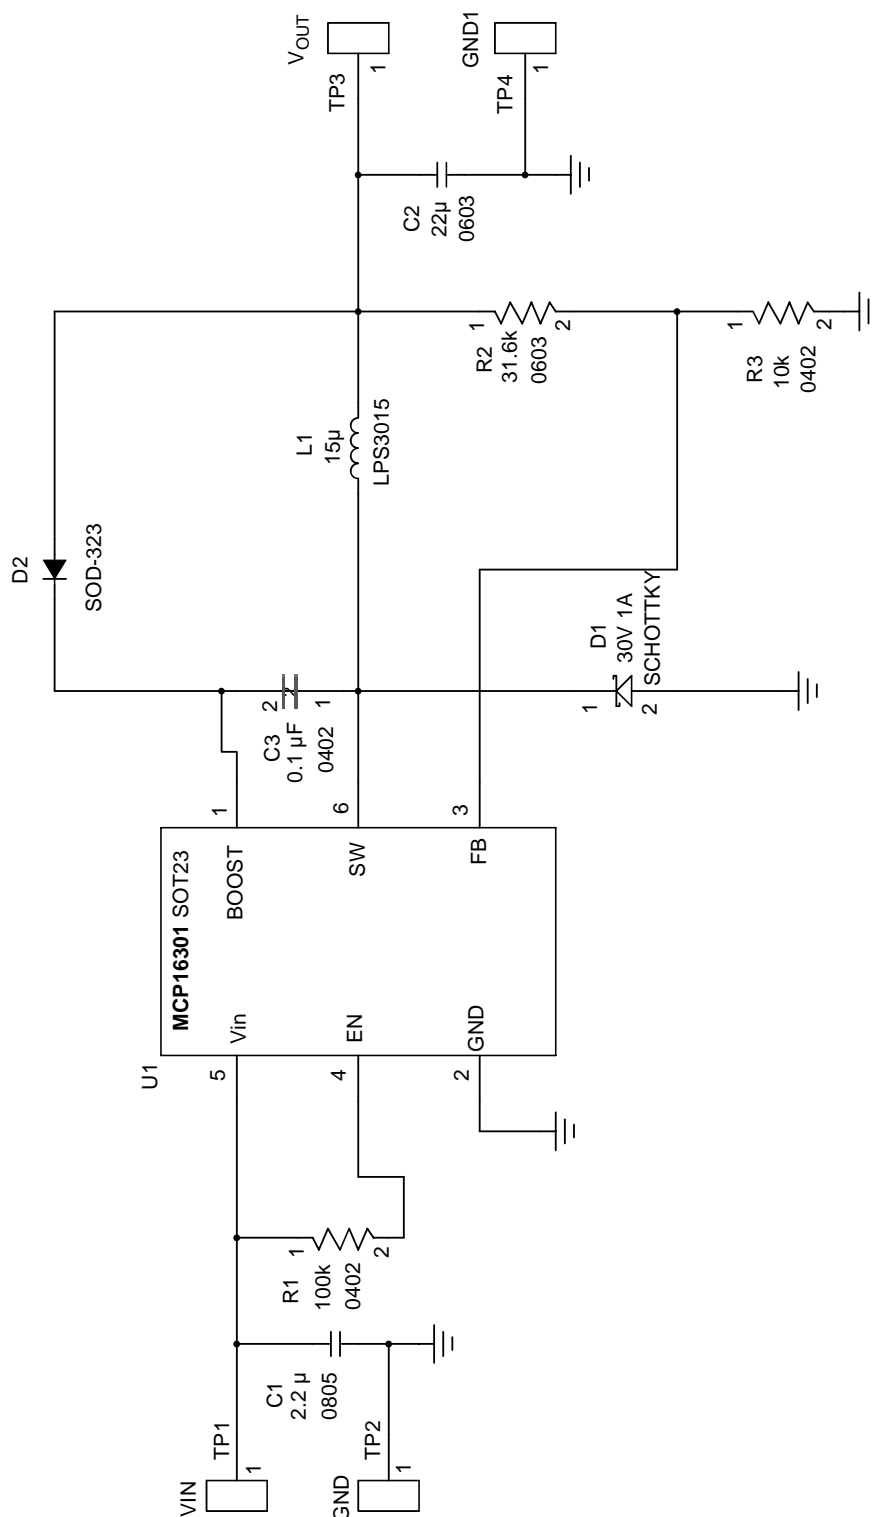 VIN
TP1
1
GND
TP2
1
C1
2.2 µ
0805
R1
100k
0402
1
2
U1
MCP16301 SOT23
5
Vin
4
EN
2
GND
BOOST
1
SW
6
FB
3
C3
0.1 µF
0402
2
1
D2
SOD-323
D1
30V 1A
SCHOTTKY
1
2
L1
15µ
LPS3015
R2
31.6k
0603
1
2
R3
10k
0402
1
2
C2
22µ
0603
VOUT
TP3
1
GND1
TP4
1